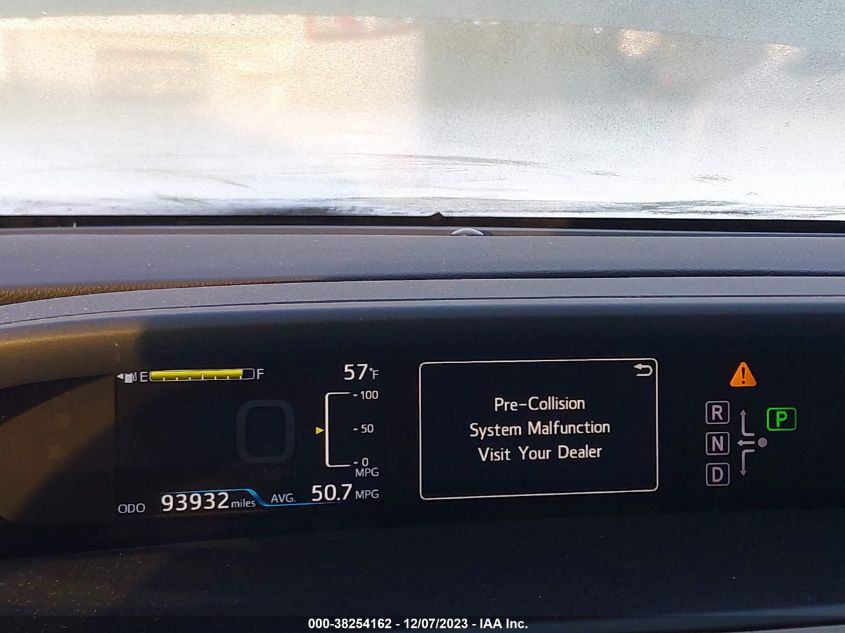 E F 57°F
Pre-Collision
System Malfunction
Visit Your Dealer
100
50
0
MPG
0
MPH
ODO 93932 miles AVG. 50.7 MPG
R
N
D
P
000-38254162 - 12/07/2023 - IAA Inc.